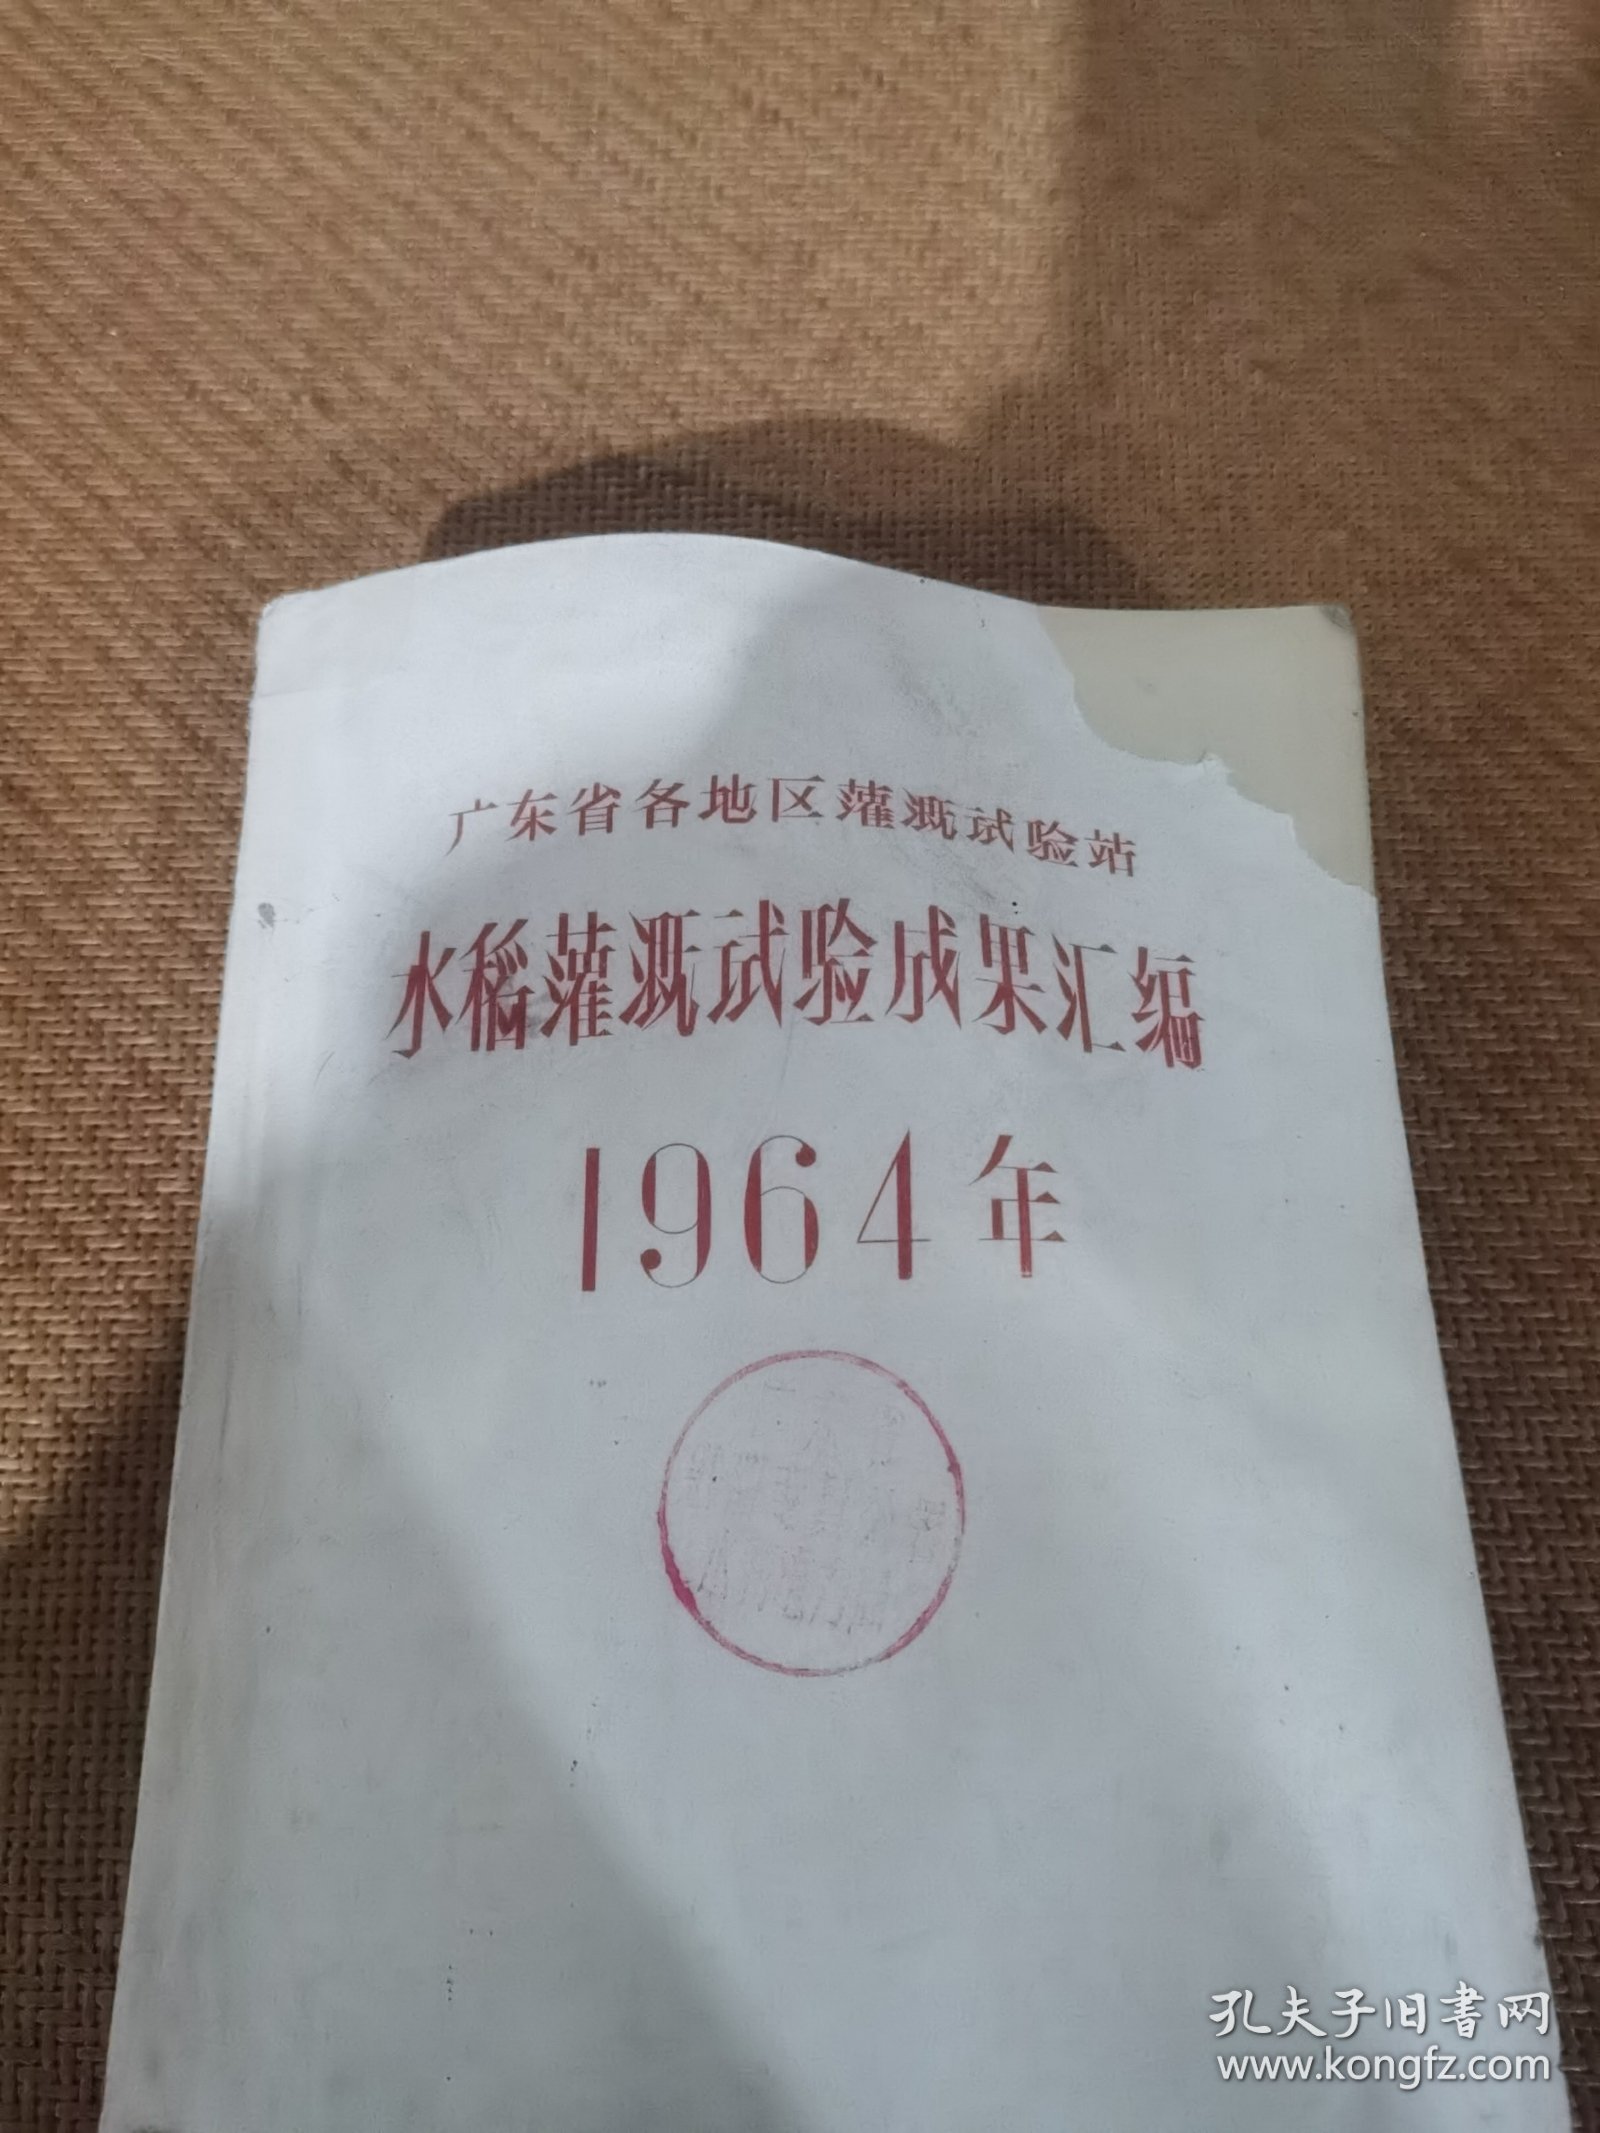 广东省各地区灌溉试验站
水稻灌溉试验成果汇编
1964年
孔夫子旧书网
www.kongfz.com